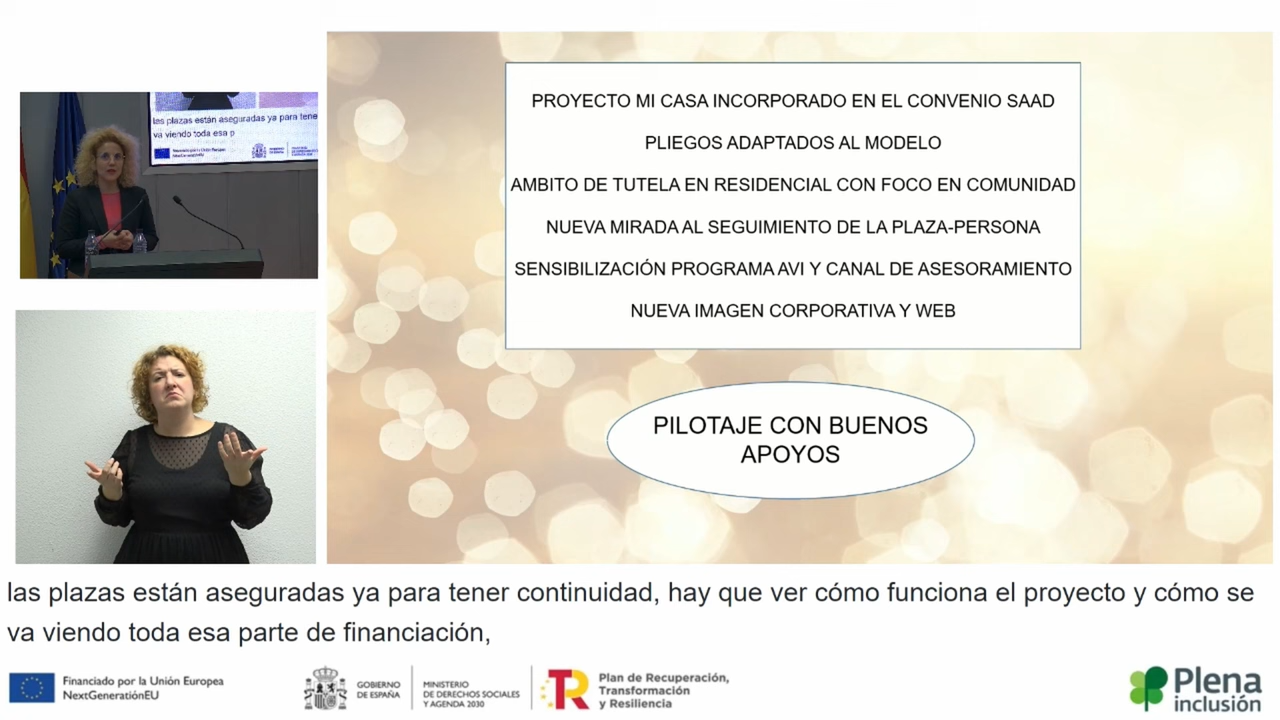 las plazas están aseguradas ya para tene
va viendo toda esa p
PROYECTO MI CASA INCORPORADO EN EL CONVENIO SAAD
PLIEGOS ADAPTADOS AL MODELO
AMBITO DE TUTELA EN RESIDENCIAL CON FOCO EN COMUNIDAD
NUEVA MIRADA AL SEGUIMIENTO DE LA PLAZA-PERSONA
SENSIBILIZACIÓN PROGRAMA AVI Y CANAL DE ASESORAMIENTO
NUEVA IMAGEN CORPORATIVA Y WEB
PILOTAJE CON BUENOS
APOYOS
las plazas están aseguradas ya para tener continuidad, hay que ver cómo funciona el proyecto y cómo se
va viendo toda esa parte de financiación,
Financiado por la Unión Europea
NextGenerationEU
GOBIERNO
DE ESPAÑA
MINISTERIO
DE DERECHOS SOCIALES
Y AGENDA 2030
Plan de Recuperación,
Transformación
y Resiliencia
Plena
inclusión